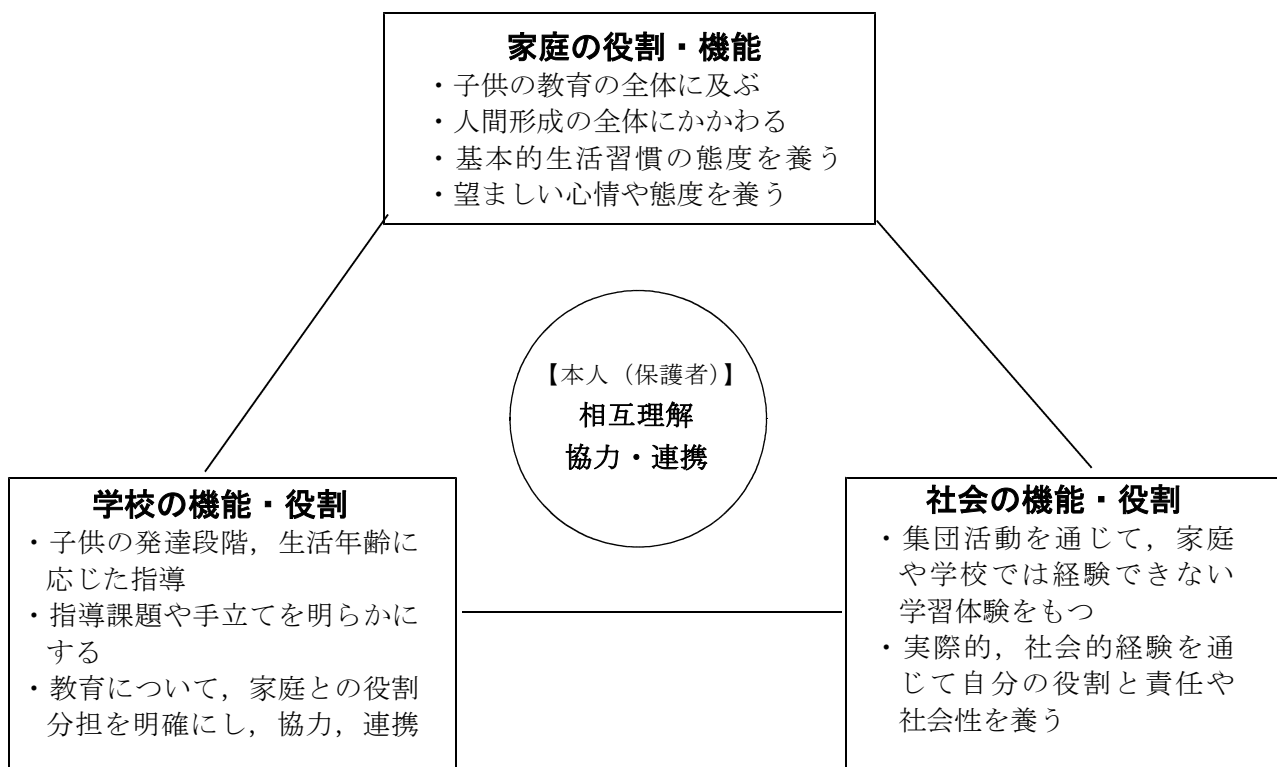 家庭の役割・機能
・子供の教育の全体に及ぶ
・人間形成の全体にかかわる
・基本的生活習慣の態度を養う
・望ましい心情や態度を養う
【本人（保護者）】
相互理解
協力・連携
学校の機能・役割
・子供の発達段階，生活年齢に
応じた指導
・指導課題や手立てを明らかに
する
・教育について，家庭との役割
分担を明確にし，協力，連携
社会の機能・役割
・集団活動を通じて，家庭
や学校では経験できない
学習体験をもつ
・実際的，社会的経験を通
じて自分の役割と責任や
社会性を養う